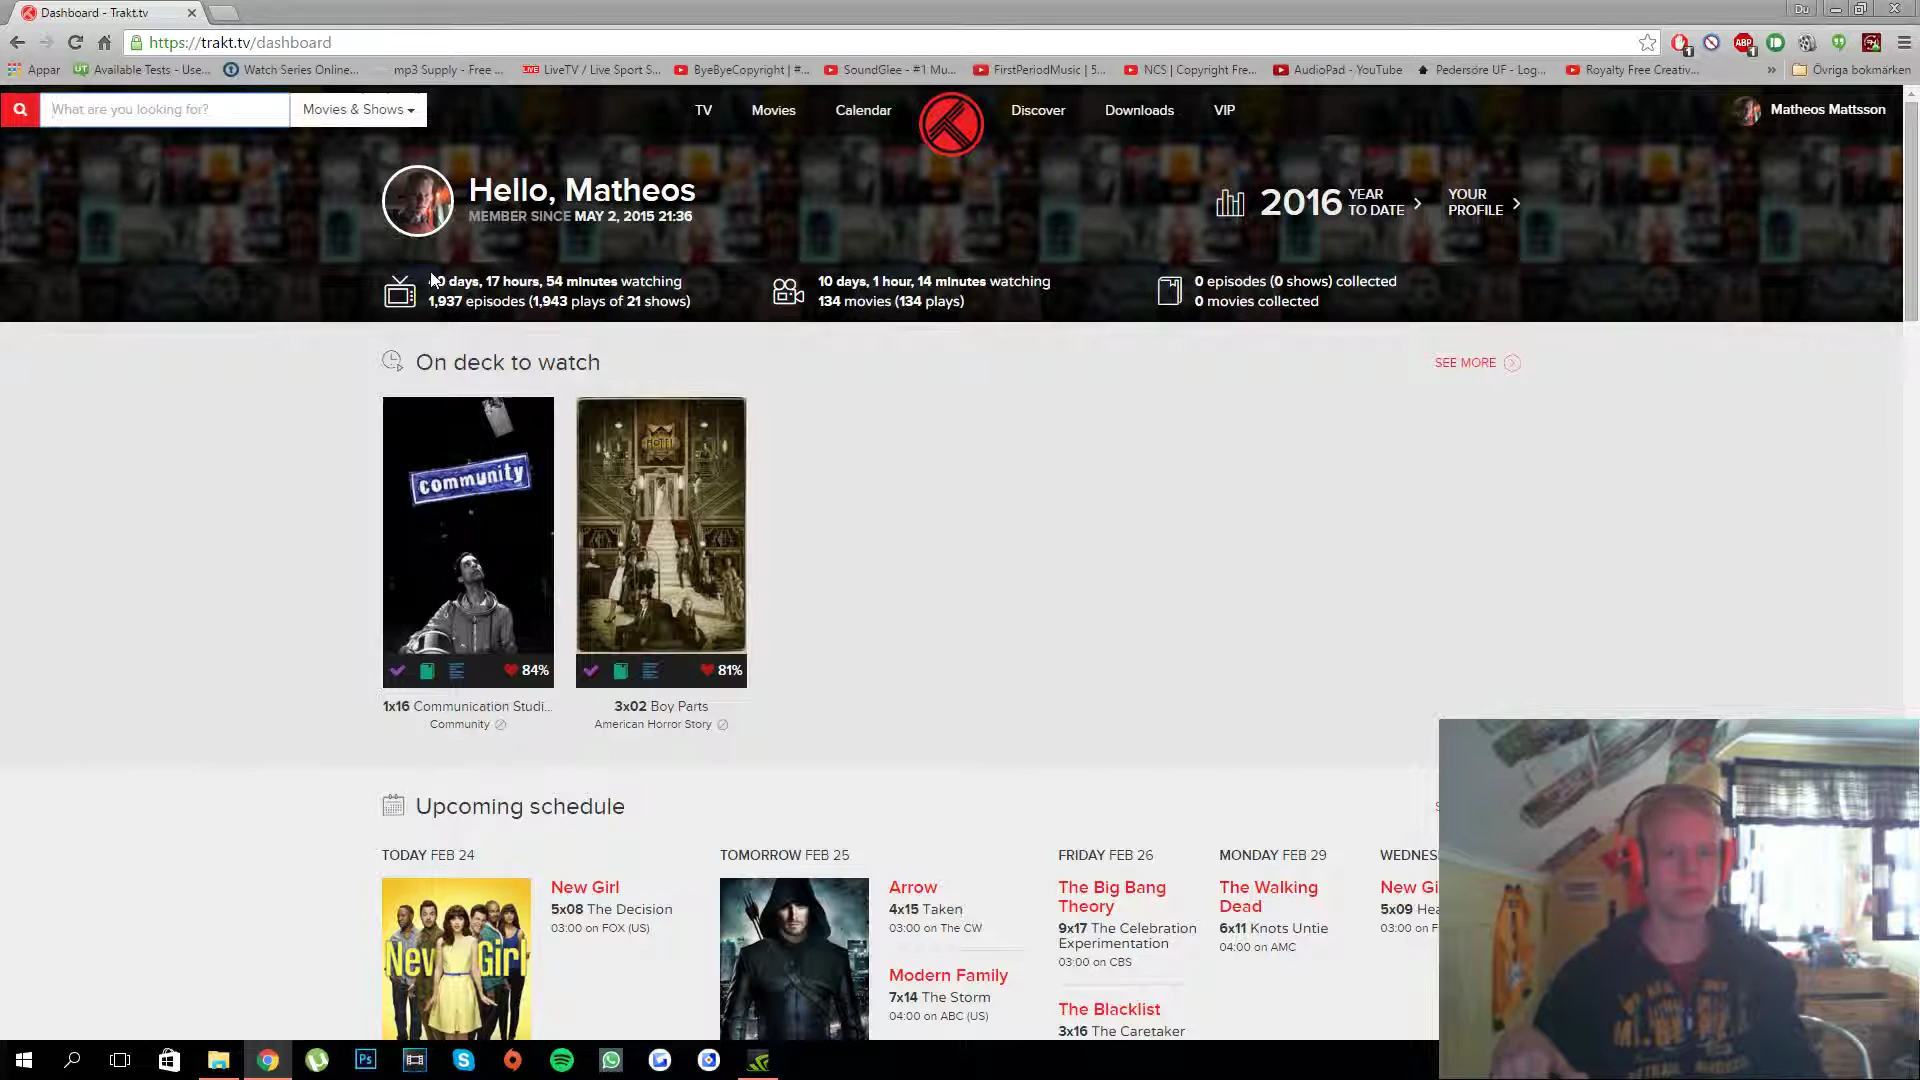 Dashboard - Trakt.tv
Du
https://trakt.tv/dashboard
Appar
Available Tests - Use...
Watch Series Online...
mp3 Supply - Free ...
LIVE LiveTV / Live Sport S...
ByeByeCopyright | #...
SoundGlee - #1 Mu...
FirstPeriodMusic | 5...
NCS | Copyright Fre...
AudioPad - YouTube
Pedersöre UF - Log...
Royalty Free Creativ...
»
Övriga bokmärken
What are you looking for?
Movies & Shows
TV
Movies
Calendar
Discover
Downloads
VIP
Matheos Mattsson
Hello, Matheos
MEMBER SINCE MAY 2, 2015 21:36
2016 YEAR TO DATE
YOUR PROFILE
days, 17 hours, 54 minutes watching
1,937 episodes (1,943 plays of 21 shows)
10 days, 1 hour, 14 minutes watching
134 movies (134 plays)
0 episodes (0 shows) collected
0 movies collected
On deck to watch
SEE MORE
community
HOTEL
84%
81%
1x16 Communication Studi...
Community
3x02 Boy Parts
American Horror Story
Upcoming schedule
TODAY FEB 24
TOMORROW FEB 25
FRIDAY FEB 26
MONDAY FEB 29
WEDNES
New Girl
New Girl
5x08 The Decision
03:00 on FOX (US)
Arrow
4x15 Taken
03:00 on The CW
Modern Family
7x14 The Storm
04:00 on ABC (US)
The Big Bang
Theory
9x17 The Celebration
Experimentation
03:00 on CBS
The Blacklist
3x16 The Caretaker
The Walking
Dead
6x11 Knots Untie
04:00 on AMC
New Gi
5x09 Hea
03:00 on F